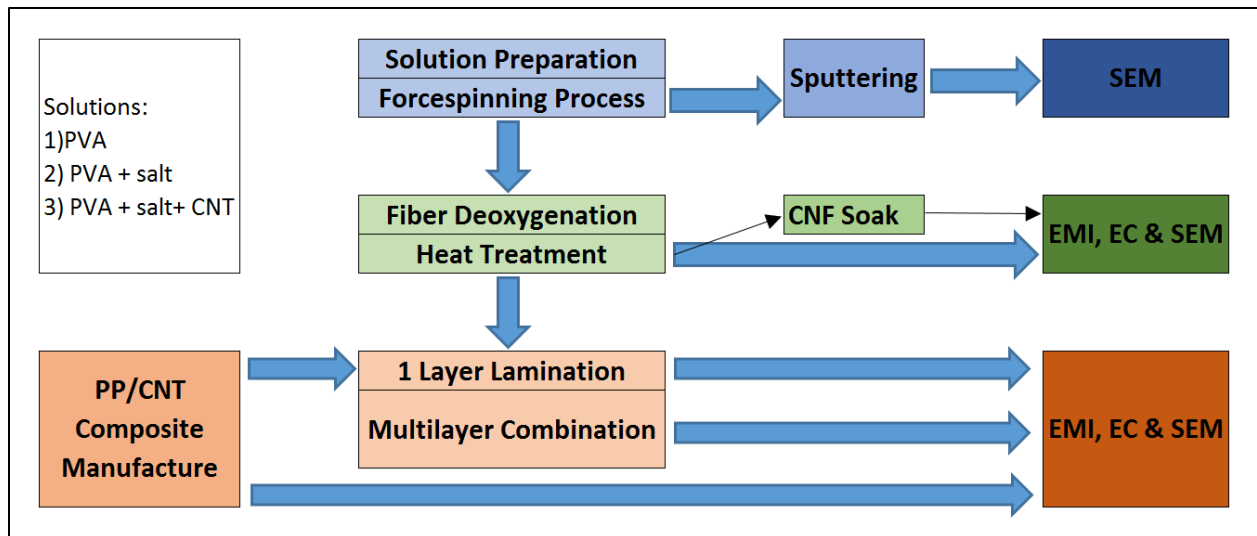 Solutions:
1)PVA
2) PVA + salt
3) PVA + salt+ CNT
Solution Preparation
Forcespinning Process
Sputtering
SEM
Fiber Deoxygenation
Heat Treatment
CNF Soak
EMI, EC & SEM
PP/CNT
Composite
Manufacture
1 Layer Lamination
Multilayer Combination
EMI, EC & SEM